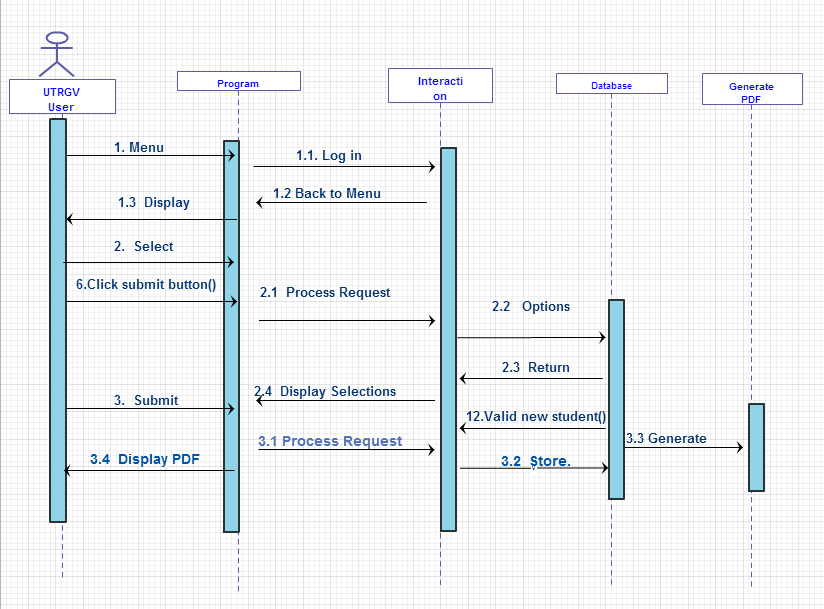 UTRGV
User
Program
Interacti
on
Database
Generate
PDF
1. Menu
1.1. Log in
1.2 Back to Menu
1.3 Display
2. Select
6.Click submit button()
2.1 Process Request
2.2 Options
2.3 Return
2.4 Display Selections
3. Submit
12.Valid new student()
3.1 Process Request
3.3 Generate
3.4 Display PDF
3.2 Store.